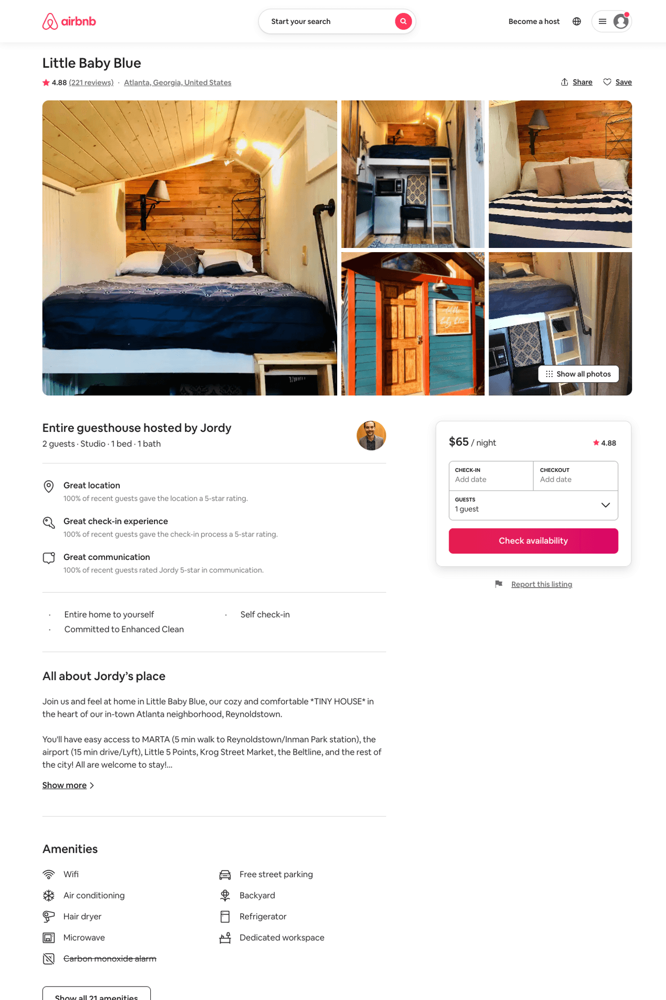 airbnb
Start your search
Become a host
Little Baby Blue
4.88 (221 reviews) · Atlanta, Georgia, United States
Share
Save
little
baby blue
Show all photos
Entire guesthouse hosted by Jordy
2 guests · Studio · 1 bed · 1 bath
$65 / night
4.88
CHECK-IN
Add date
CHECKOUT
Add date
GUESTS
1 guest
Check availability
Report this listing
Great location
100% of recent guests gave the location a 5-star rating.
Great check-in experience
100% of recent guests gave the check-in process a 5-star rating.
Great communication
100% of recent guests rated Jordy 5-star in communication.
· Entire home to yourself
· Self check-in
· Committed to Enhanced Clean
All about Jordy’s place
Join us and feel at home in Little Baby Blue, our cozy and comfortable *TINY HOUSE* in
the heart of our in-town Atlanta neighborhood, Reynoldstown.
You'll have easy access to MARTA (5 min walk to Reynoldstown/Inman Park station), the
airport (15 min drive/Lyft), Little 5 Points, Krog Street Market, the Beltline, and the rest of
the city! All are welcome to stay!...
Show more
Amenities
Wifi
Free street parking
Air conditioning
Backyard
Hair dryer
Refrigerator
Microwave
Dedicated workspace
Carbon monoxide alarm
Show all 21 amenities